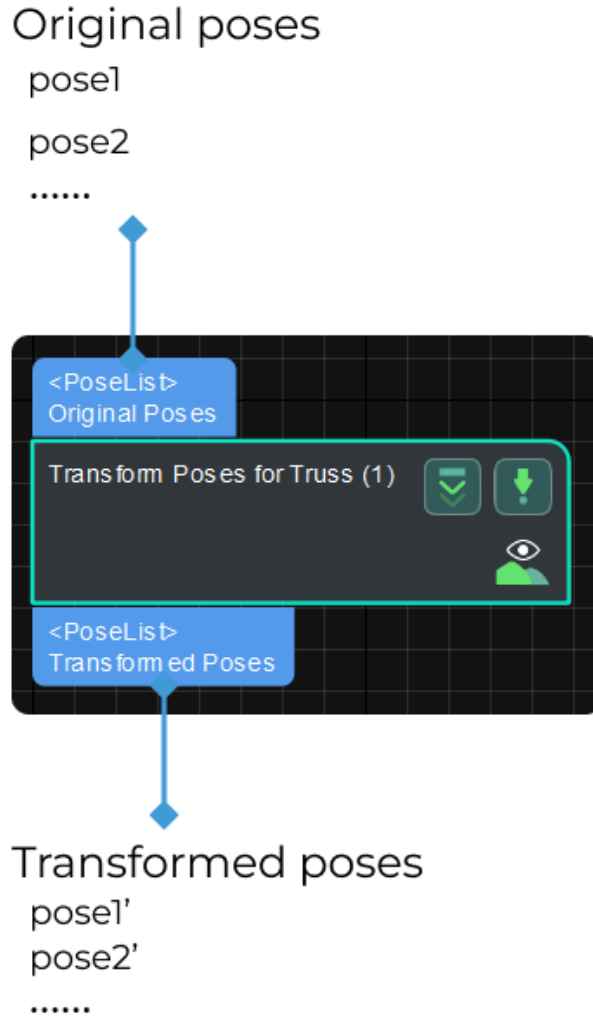 Original poses
pose1
pose2
......
<PoseList>
Original Poses
Transform Poses for Truss (1)
<PoseList>
Transformed Poses
Transformed poses
pose1’
pose2’
......